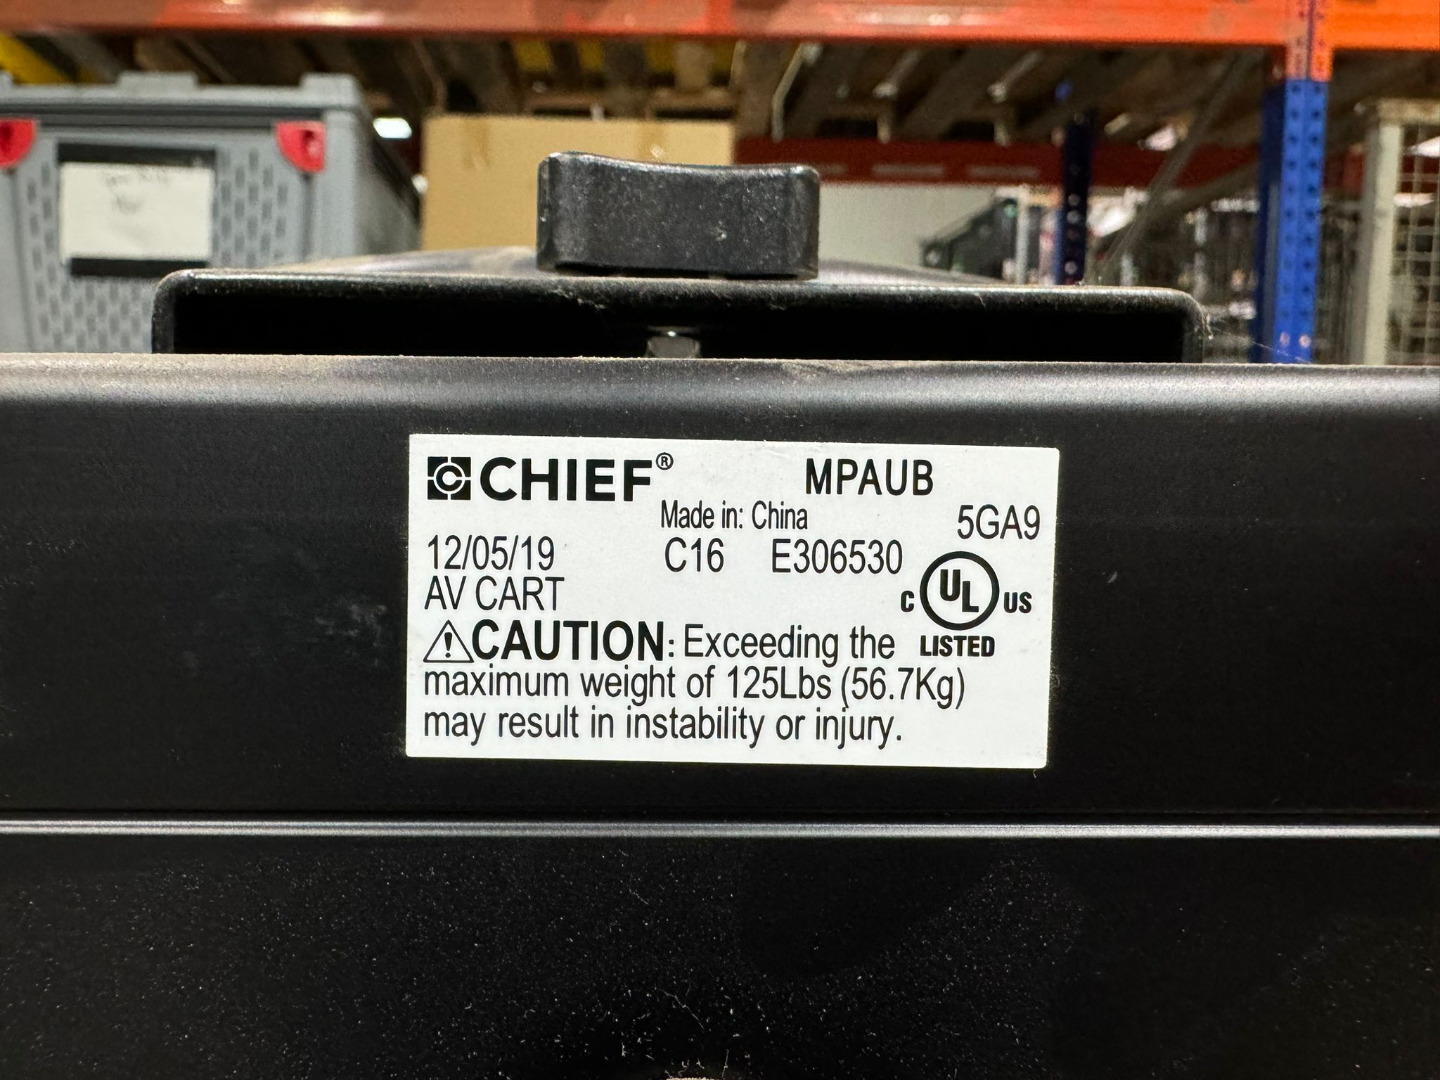 CHIEF® MPAUB
Made in: China 5GA9
12/05/19 C16 E306530
AV CART C UL US
CAUTION: Exceeding the LISTED
maximum weight of 125Lbs (56.7Kg)
may result in instability or injury.